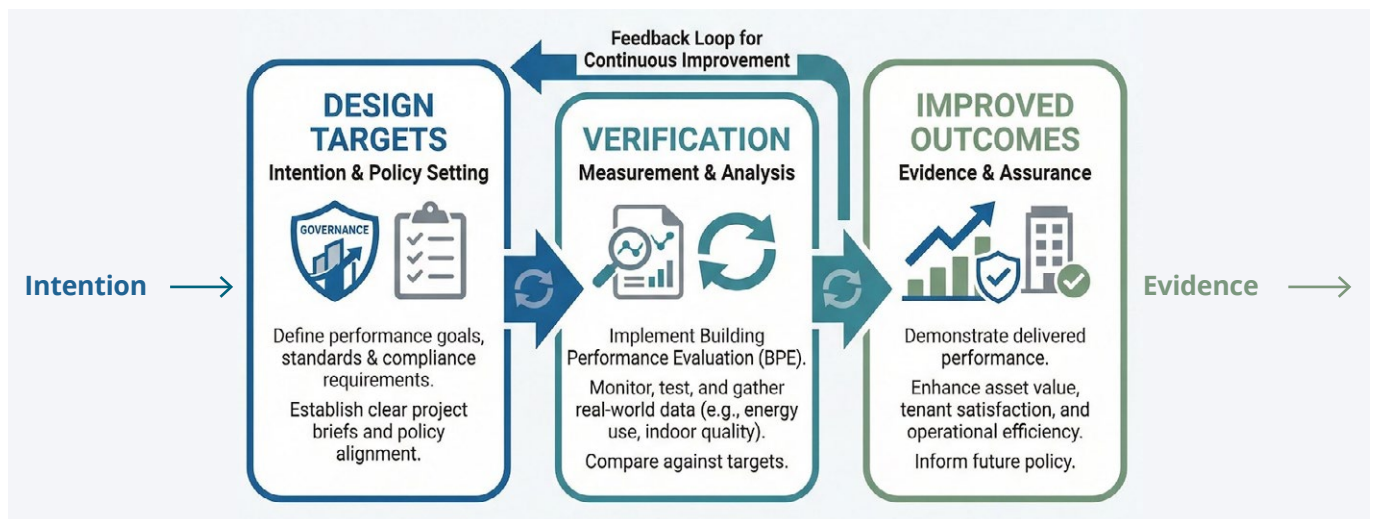 Feedback Loop for
Continuous Improvement
Intention
DESIGN
TARGETS
Intention & Policy Setting
GOVERNANCE
Define performance goals,
standards & compliance
requirements.
Establish clear project
briefs and policy
alignment.
VERIFICATION
Measurement & Analysis
Implement Building
Performance Evaluation (BPE).
Monitor, test, and gather
real-world data (e.g., energy
use, indoor quality).
Compare against targets.
IMPROVED
OUTCOMES
Evidence & Assurance
Demonstrate delivered
performance.
Enhance asset value,
tenant satisfaction, and
operational efficiency.
Inform future policy.
Evidence